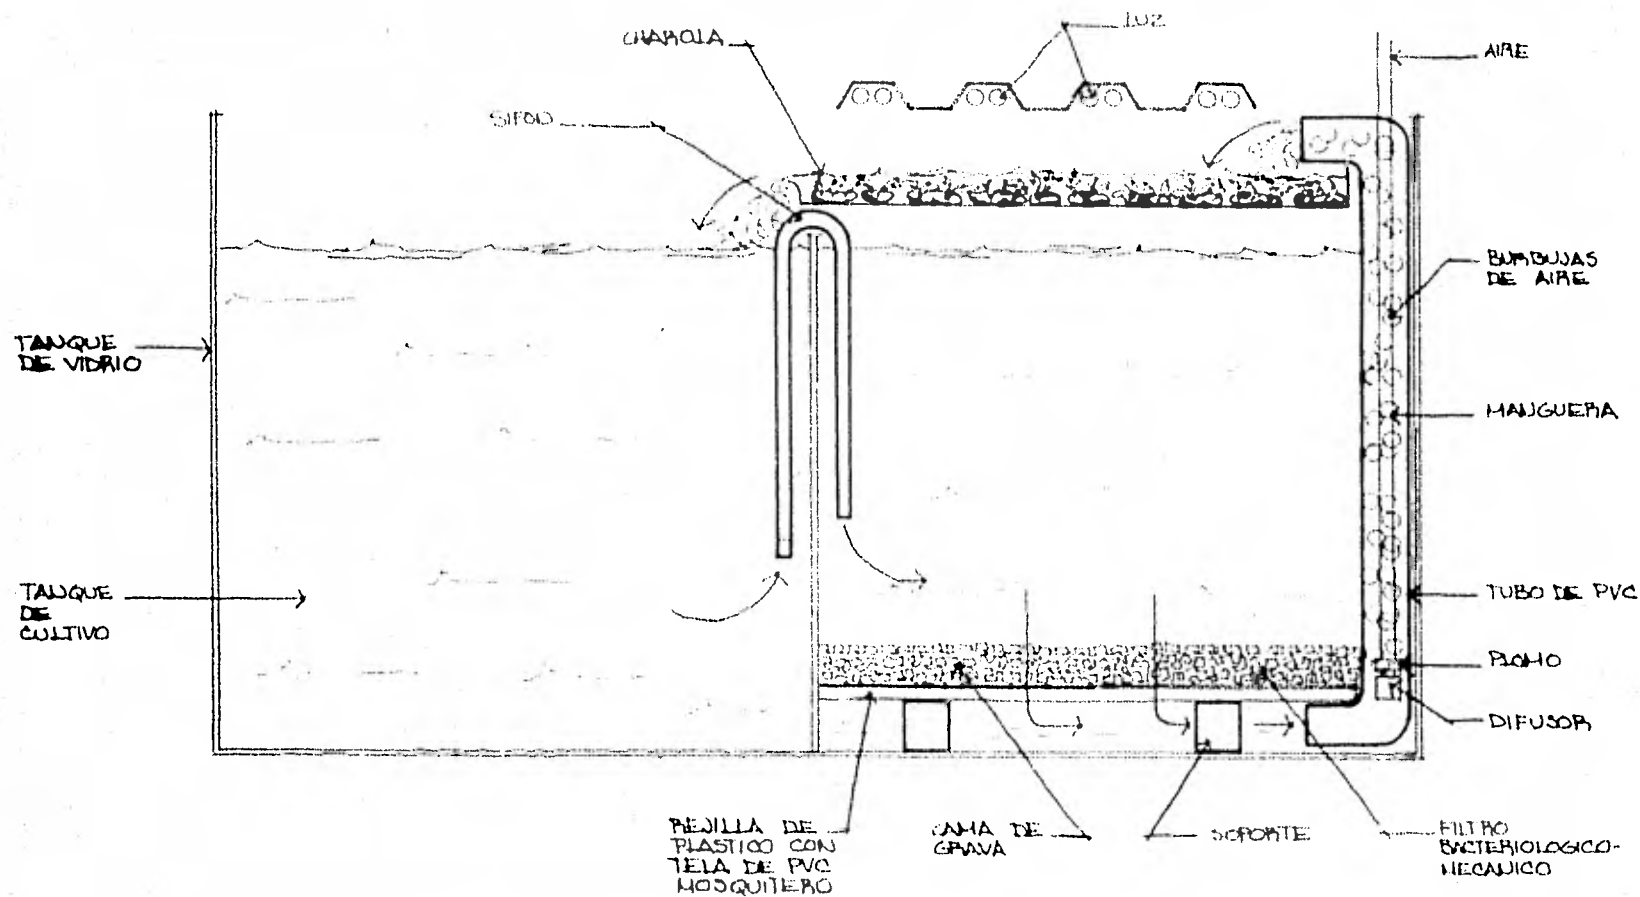 LUZ
CHAROLA
AIRE
SIFON
BURBUJAS
DE AIRE
TANQUE
DE VIDRIO
MANGUERA
TANQUE
DE
CULTIVO
TUBO DE PVC
PLOMO
DIFUSOR
REJILLA DE
PLASTICO CON
TELA DE PVC
MOSQUITERO
CAMA DE
GRAVA
SOPORTE
FILTRO
BACTERIOLOGICO-
MECANICO